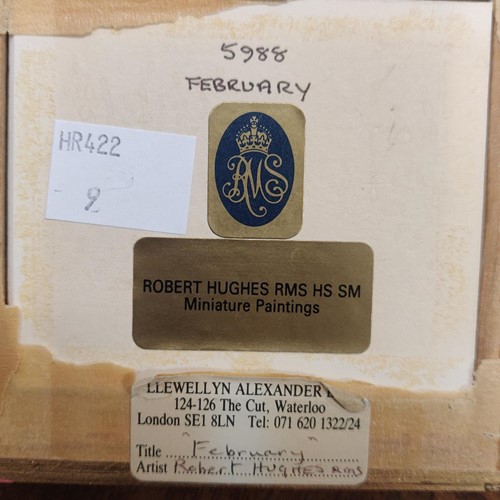 5988
FEBRUARY
HR422
- 9
RMS
ROBERT HUGHES RMS HS SM
Miniature Paintings
LLEWELLYN ALEXANDER
124-126 The Cut, Waterloo
London SE1 8LN Tel: 071 620 1322/24
Title ... "February" ...
Artist Robert HUGHES RMS